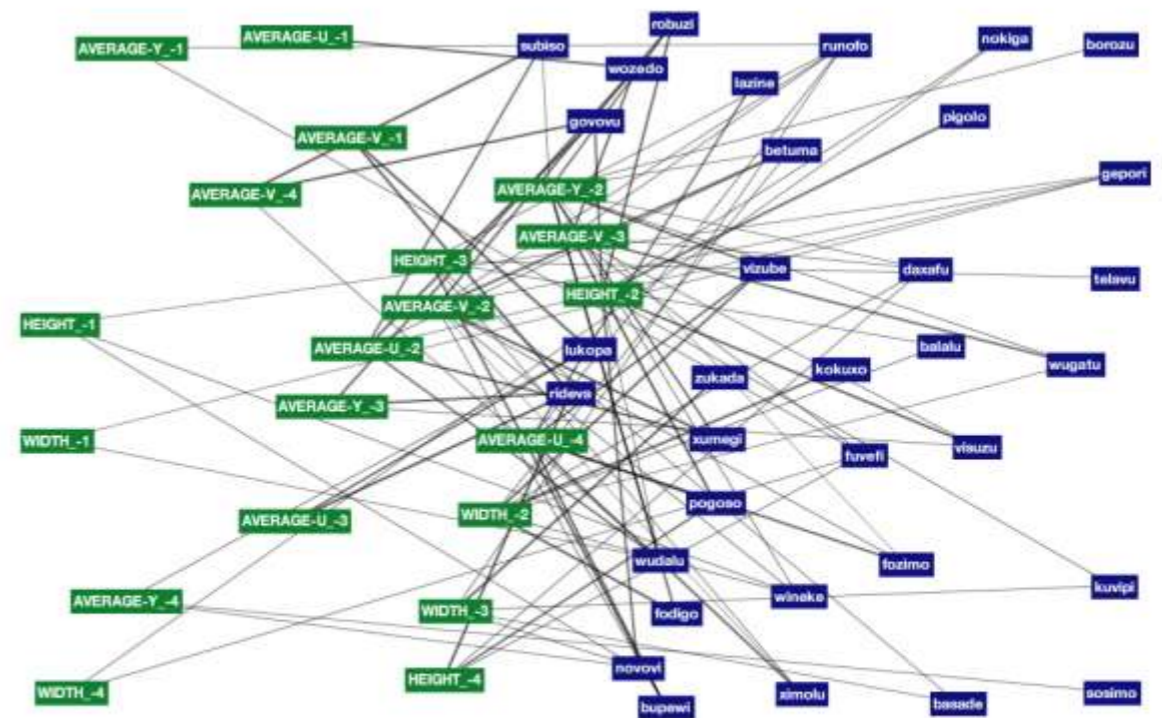 robuzi
AVERAGE-U_-1
nokiga
AVERAGE-Y_-1
subiso
runofo
borozu
wozedo
lazine
pigolo
govovu
AVERAGE-V_-1
betuma
gepori
AVERAGE-Y_-2
AVERAGE-V_-4
AVERAGE-V_-3
HEIGHT_-3
vizube
daxafu
telavu
HEIGHT_-2
AVERAGE-V_-2
HEIGHT_-1
AVERAGE-U_-2
lukopa
balalu
wugatu
kokuxo
zukada
rideva
AVERAGE-Y_-3
WIDTH_-1
AVERAGE-U_-4
xumegi
visuzu
fuvefi
pogoso
WIDTH_-2
AVERAGE-U_-3
wudalu
fozimo
kuvipi
wineke
AVERAGE-Y_-4
WIDTH_-3
fodigo
novovi
HEIGHT_-4
WIDTH_-4
ximolu
sosimo
basade
bupewi